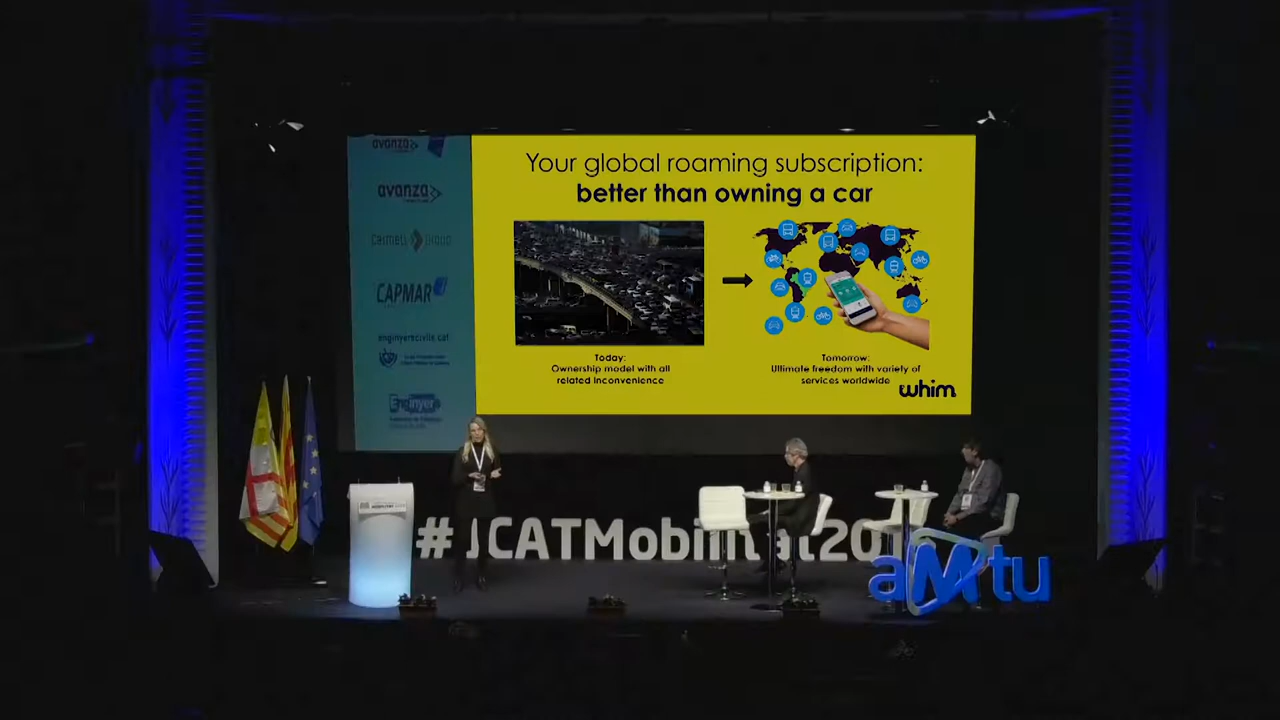 avanza
avanza
CAPMAR
enginyerscivils.cat
Your global roaming subscription:
better than owning a car
Today:
Ownership model with all
related inconvenience
Tomorrow:
Ultimate freedom with variety of
services worldwide
whim
aMtu